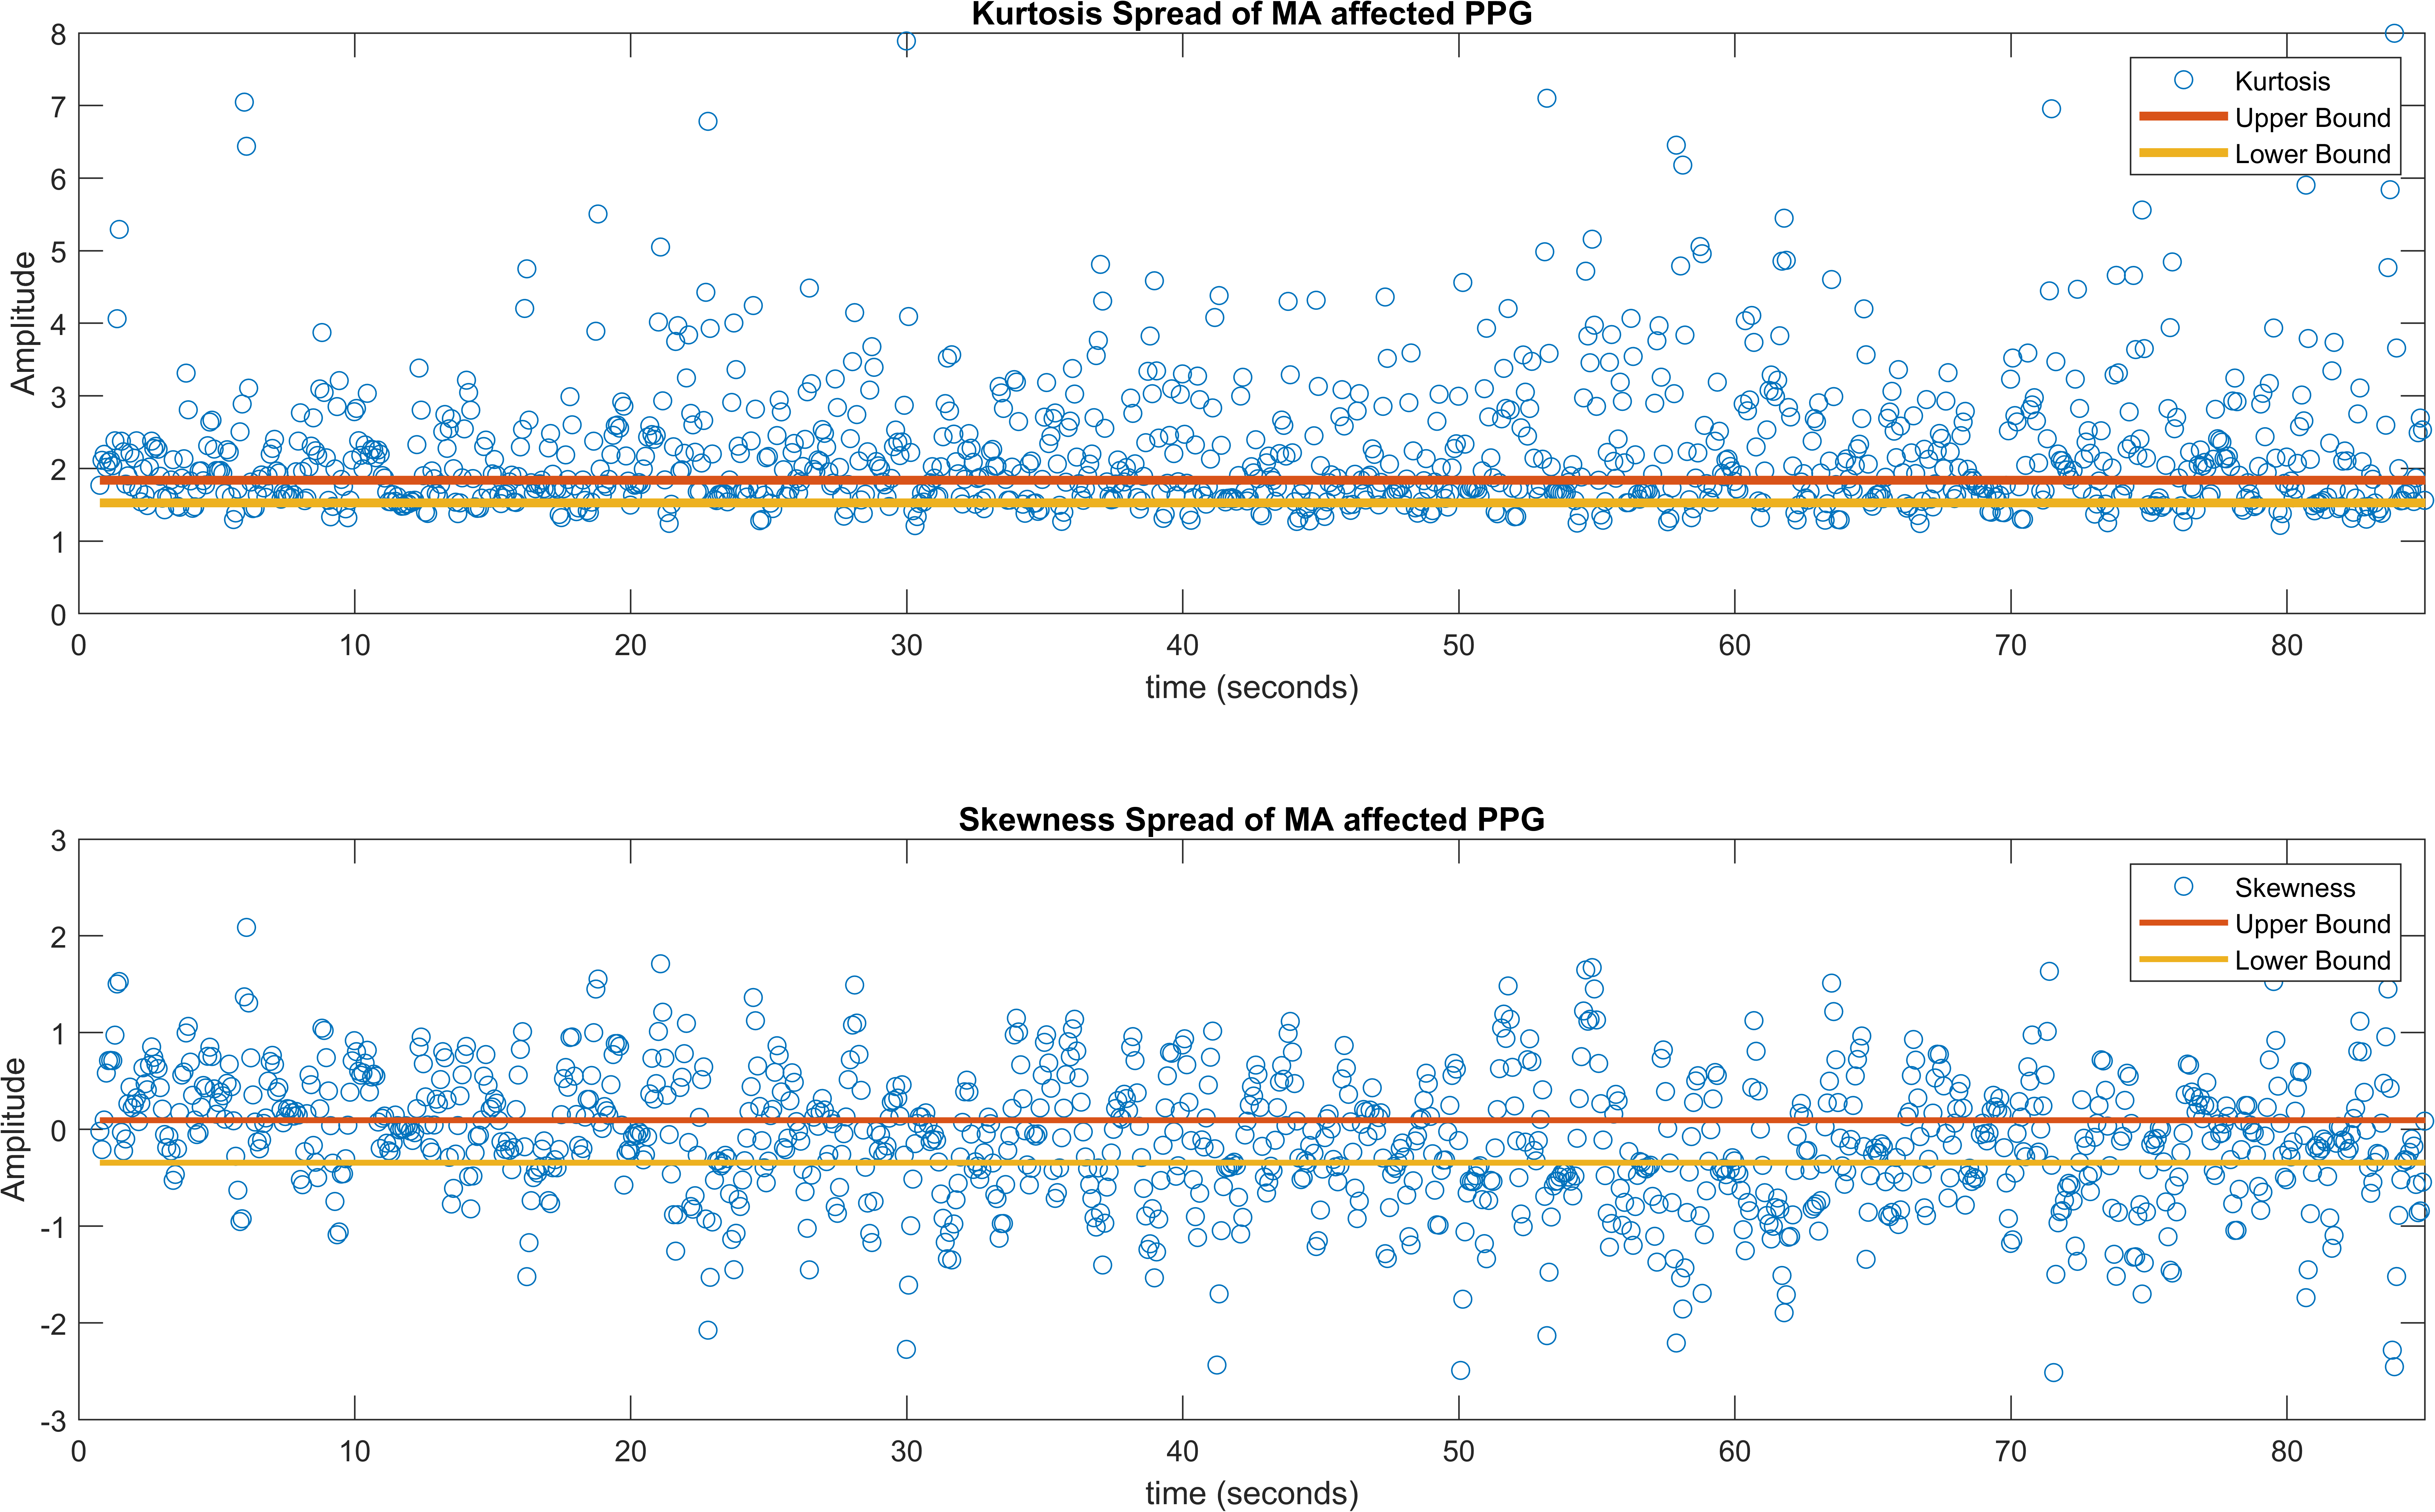 Kurtosis Spread of MA affected PPG
8
7
6
5
4
3
2
1
0
Amplitude
Kurtosis
Upper Bound
Lower Bound
0 10 20 30 40 50 60 70 80
time (seconds)
Skewness Spread of MA affected PPG
3
2
1
0
-1
-2
-3
Amplitude
Skewness
Upper Bound
Lower Bound
0 10 20 30 40 50 60 70 80
time (seconds)